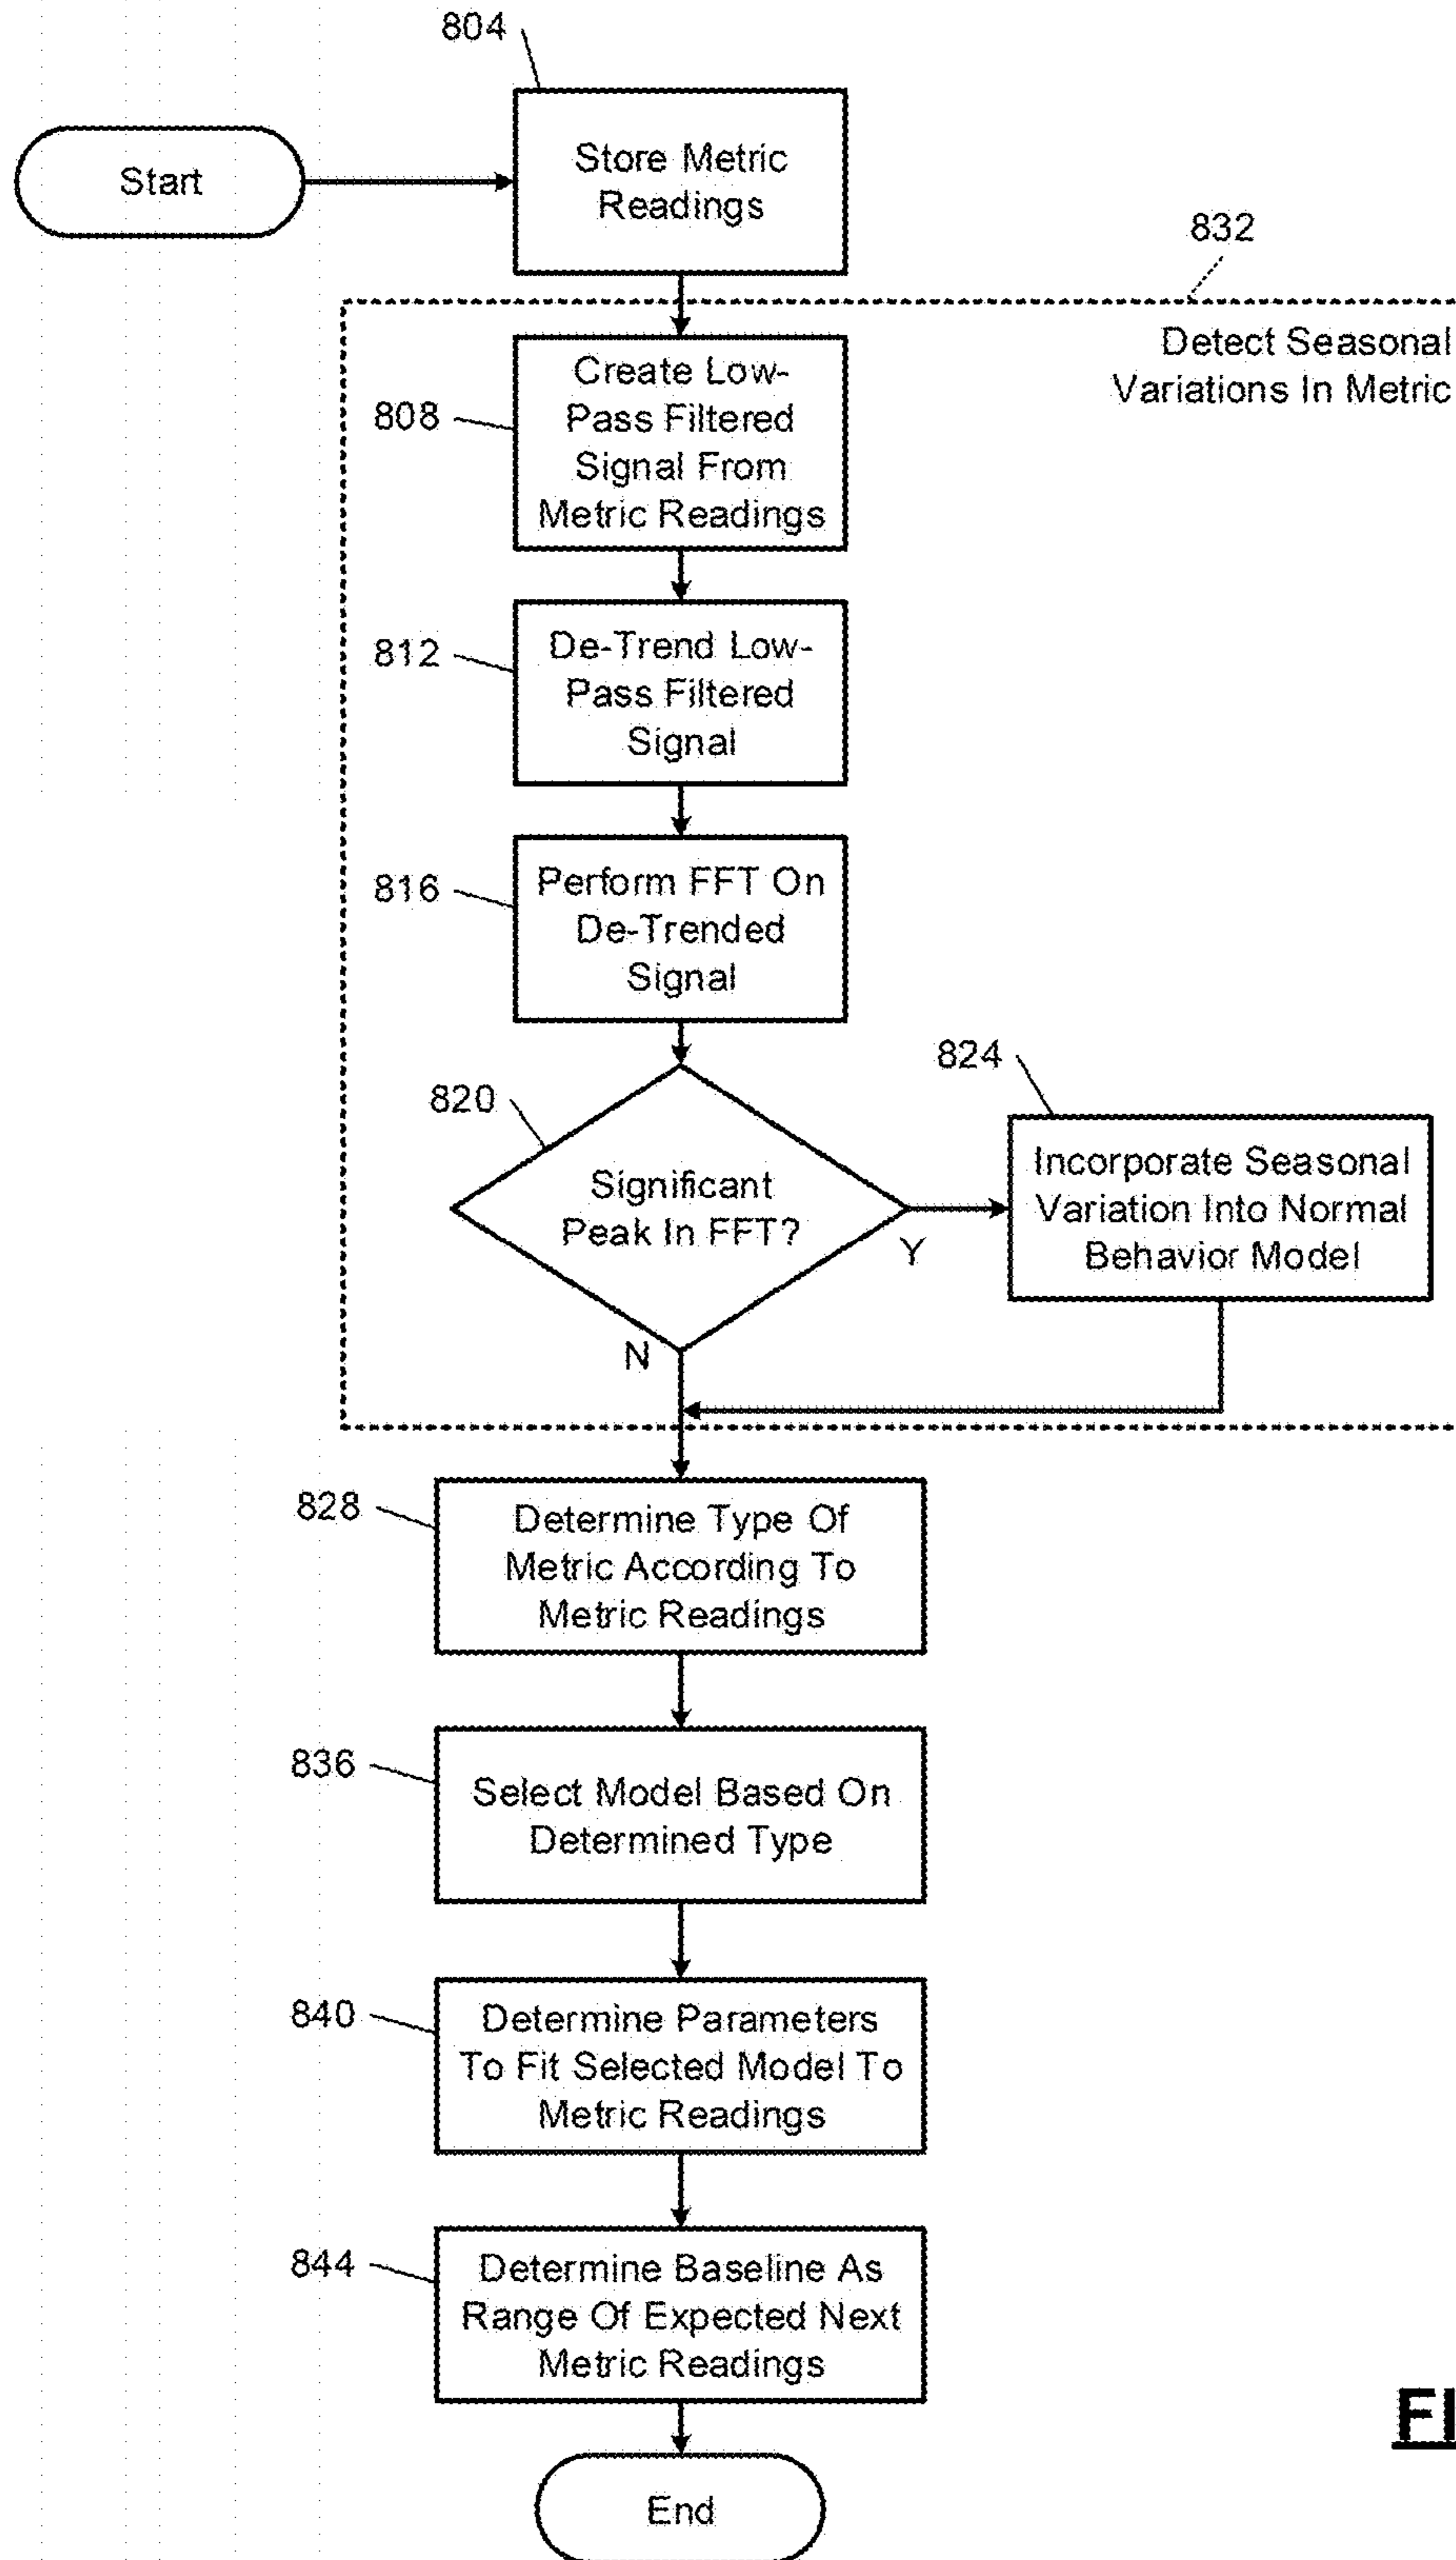 804
Start
Store Metric
Readings
832
Detect Seasonal
Variations In Metric
808
Create Low-
Pass Filtered
Signal From
Metric Readings
812
De-Trend Low-
Pass Filtered
Signal
816
Perform FFT On
De-Trended
Signal
820
Significant
Peak In FFT?
Y
N
824
Incorporate Seasonal
Variation Into Normal
Behavior Model
828
Determine Type Of
Metric According To
Metric Readings
836
Select Model Based On
Determined Type
840
Determine Parameters
To Fit Selected Model To
Metric Readings
844
Determine Baseline As
Range Of Expected Next
Metric Readings
End